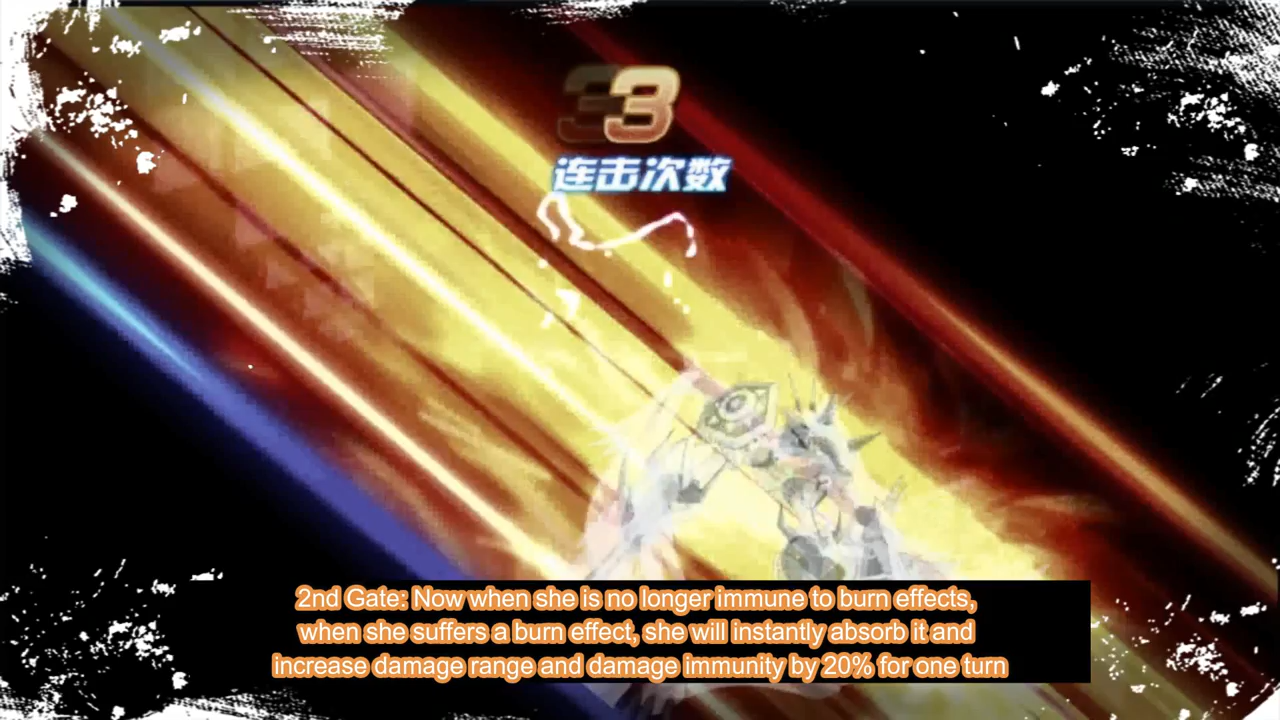 33
连击次数
2nd Gate: Now when she is no longer immune to burn effects,
when she suffers a burn effect, she will instantly absorb it and
increase damage range and damage immunity by 20% for one turn